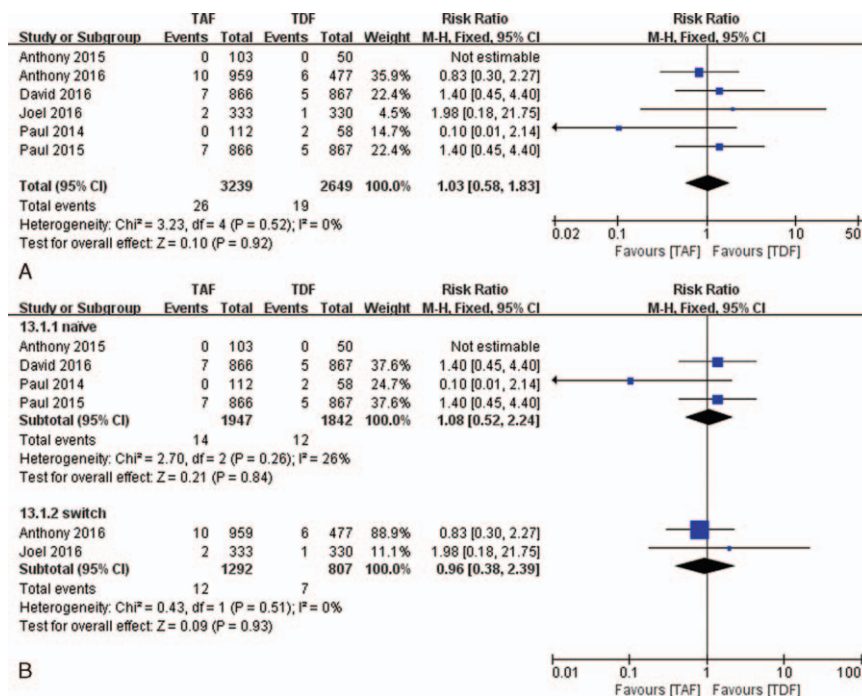 TAF TDF Risk Ratio Risk Ratio
Study or Subgroup Events Total Events Total Weight M-H, Fixed, 95% CI M-H, Fixed, 95% CI
Anthony 2015 0 103 0 50 Not estimable
Anthony 2016 10 959 6 477 35.9% 0.83 [0.30, 2.27]
David 2016 7 866 5 867 22.4% 1.40 [0.45, 4.40]
Joel 2016 2 333 1 330 4.5% 1.98 [0.18, 21.75]
Paul 2014 0 112 2 58 14.7% 0.10 [0.01, 2.14]
Paul 2015 7 866 5 867 22.4% 1.40 [0.45, 4.40]
Total (95% CI) 3239 2649 100.0% 1.03 [0.58, 1.83]
Total events 26 19
Heterogeneity: Chi² = 3.23, df = 4 (P = 0.52); I² = 0%
Test for overall effect: Z = 0.10 (P = 0.92)
0.02 0.1 1 10 50
Favours [TAF] Favours [TDF]
A
TAF TDF Risk Ratio Risk Ratio
Study or Subgroup Events Total Events Total Weight M-H, Fixed, 95% CI M-H, Fixed, 95% CI
13.1.1 naïve
Anthony 2015 0 103 0 50 Not estimable
David 2016 7 866 5 867 37.6% 1.40 [0.45, 4.40]
Paul 2014 0 112 2 58 24.7% 0.10 [0.01, 2.14]
Paul 2015 7 866 5 867 37.6% 1.40 [0.45, 4.40]
Subtotal (95% CI) 1947 1842 100.0% 1.08 [0.52, 2.24]
Total events 14 12
Heterogeneity: Chi² = 2.70, df = 2 (P = 0.26); I² = 26%
Test for overall effect: Z = 0.21 (P = 0.84)
13.1.2 switch
Anthony 2016 10 959 6 477 88.9% 0.83 [0.30, 2.27]
Joel 2016 2 333 1 330 11.1% 1.98 [0.18, 21.75]
Subtotal (95% CI) 1292 807 100.0% 0.96 [0.38, 2.39]
Total events 12 7
Heterogeneity: Chi² = 0.43, df = 1 (P = 0.51); I² = 0%
Test for overall effect: Z = 0.09 (P = 0.93)
0.01 0.1 1 10 100
Favours [TAF] Favours [TDF]
B